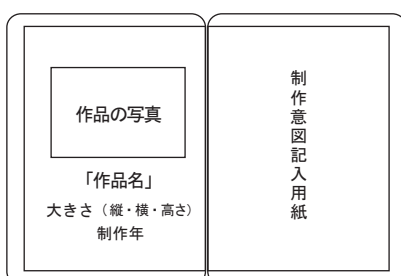 作品の写真
「作品名」
大きさ（縦・横・高さ）
制作年
制作意図記入用紙